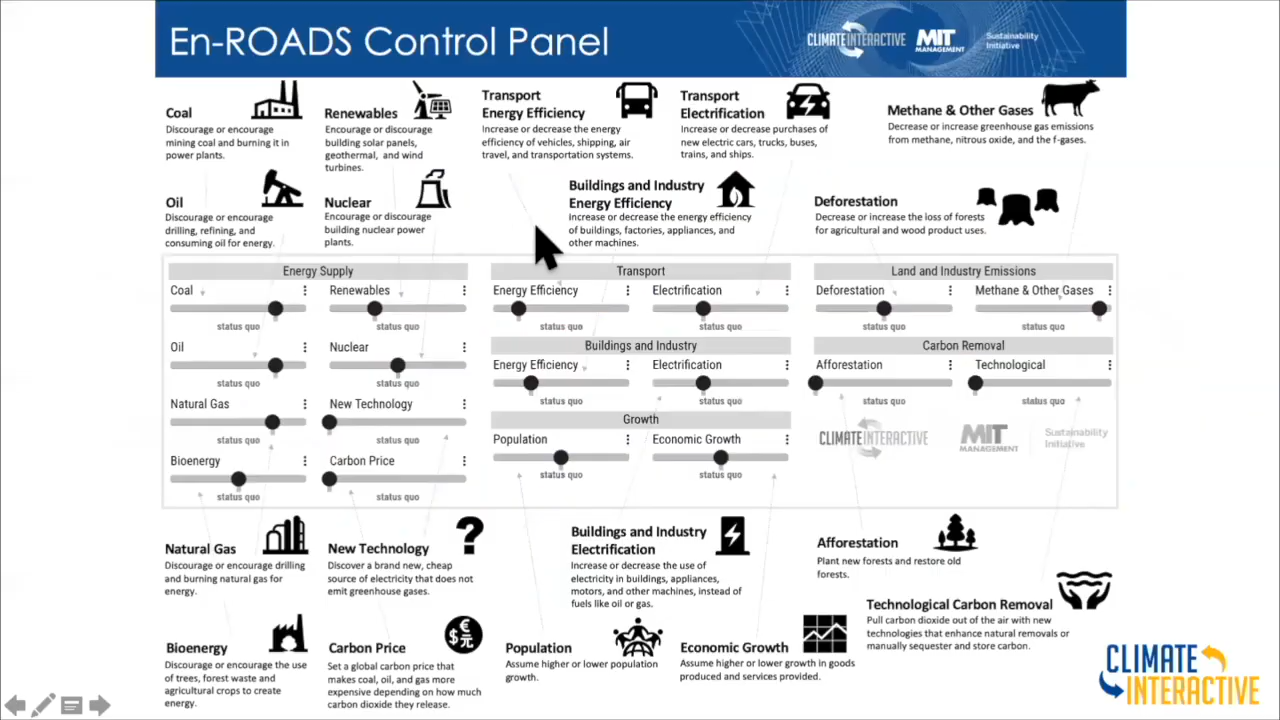 En-ROADS Control Panel
CLIMATE INTERACTIVE
MIT
MANAGEMENT
Sustainability
Initiative
Coal
Discourage or encourage
mining coal and burning it in
power plants.
Renewables
Encourage or discourage
building solar panels,
geothermal, and wind
turbines.
Transport
Energy Efficiency
Increase or decrease the energy
efficiency of vehicles, shipping, air
travel, and transportation systems.
Transport
Electrification
Increase or decrease purchases of
new electric cars, trucks, buses,
trains, and ships.
Methane & Other Gases
Decrease or increase greenhouse gas emissions
from methane, nitrous oxide, and the f-gases.
Oil
Discourage or encourage
drilling, refining, and
consuming oil for energy.
Nuclear
Encourage or discourage
building nuclear power
plants.
Buildings and Industry
Energy Efficiency
Increase or decrease the energy efficiency
of buildings, factories, appliances, and
other machines.
Deforestation
Decrease or increase the loss of forests
for agricultural and wood product uses.
Energy Supply
Coal
status quo
Renewables
status quo
Oil
status quo
Nuclear
status quo
Natural Gas
status quo
New Technology
status quo
Bioenergy
status quo
Carbon Price
status quo
Transport
Energy Efficiency
status quo
Electrification
status quo
Buildings and Industry
Energy Efficiency
status quo
Electrification
status quo
Growth
Population
status quo
Economic Growth
status quo
Land and Industry Emissions
Deforestation
status quo
Methane & Other Gases
status quo
Carbon Removal
Afforestation
status quo
Technological
status quo
CLIMATE INTERACTIVE
MIT
MANAGEMENT
Sustainability
Initiative
Natural Gas
Discourage or encourage drilling
and burning natural gas for
energy.
New Technology
Discover a brand new, cheap
source of electricity that does not
emit greenhouse gases.
Buildings and Industry
Electrification
Increase or decrease the use of
electricity in buildings, appliances,
motors, and other machines, instead of
fuels like oil or gas.
Afforestation
Plant new forests and restore old
forests.
Technological Carbon Removal
Pull carbon dioxide out of the air with new
technologies that enhance natural removals or
manually sequester and store carbon.
Bioenergy
Discourage or encourage the use
of trees, forest waste and
agricultural crops to create
energy.
Carbon Price
$€元
Set a global carbon price that
makes coal, oil, and gas more
expensive depending on how much
carbon dioxide they release.
Population
Assume higher or lower population
growth.
Economic Growth
Assume higher or lower growth in goods
produced and services provided.
CLIMATE
INTERACTIVE